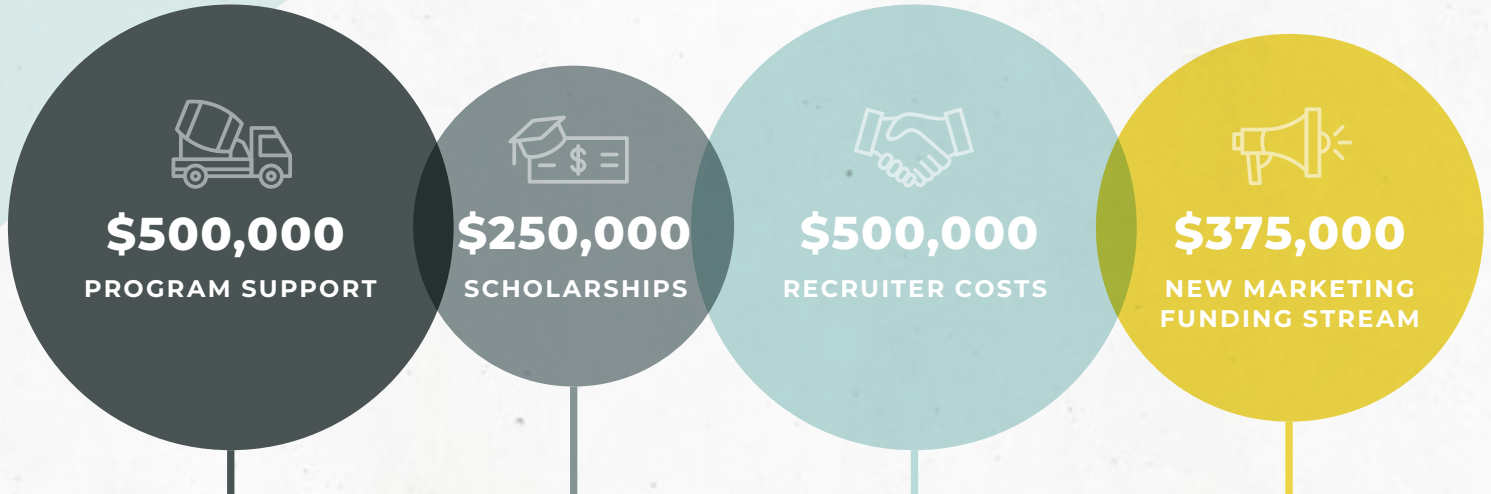 $500,000
PROGRAM SUPPORT
$250,000
SCHOLARSHIPS
$500,000
RECRUITER COSTS
$375,000
NEW MARKETING
FUNDING STREAM